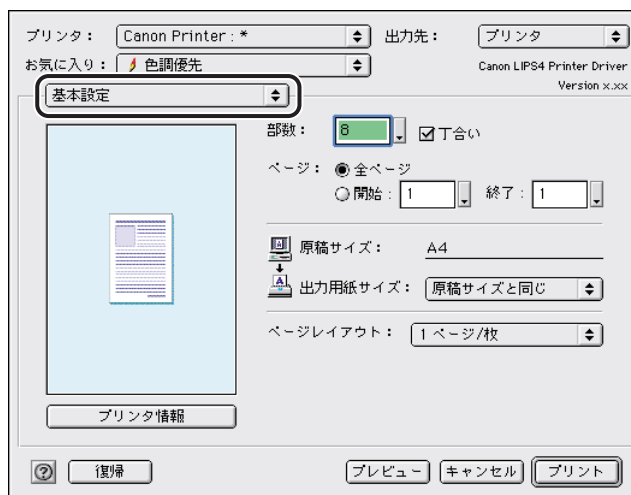 プリンタ： Canon Printer : * 出力先： プリンタ
お気に入り： 色調優先 Canon LIPS4 Printer Driver
Version x.xx
基本設定
部数： 8 丁合い
ページ： 全ページ
開始： 1 終了： 1
原稿サイズ： A4
出力用紙サイズ： 原稿サイズと同じ
ページレイアウト： 1 ページ/枚
プリンタ情報
? 復帰 プレビュー キャンセル プリント